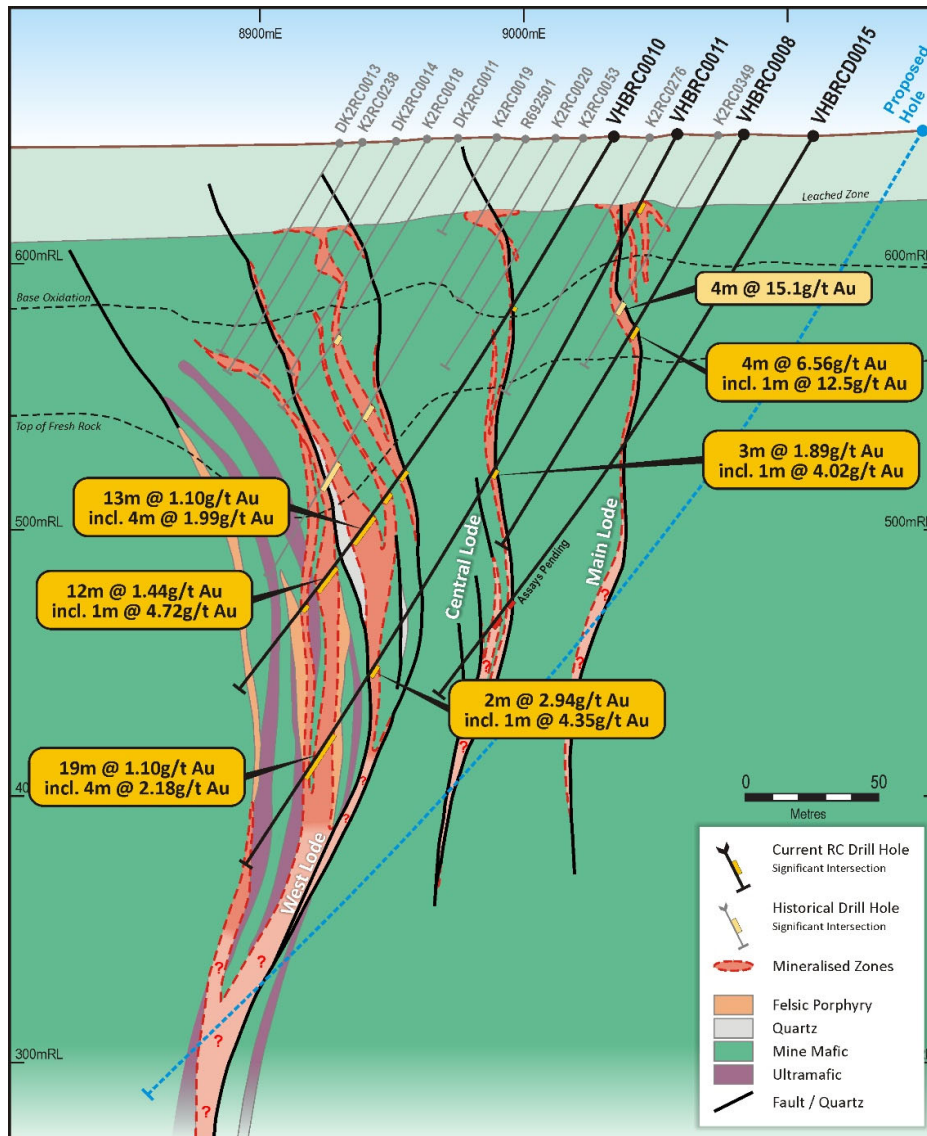 8900mE
9000mE
DK2RC0013
K2RC0238
DK2RC0014
K2RC0018
DK2RC0011
K2RC0019
R692501
K2RC0020
K2RC0053
VHBRC0010
K2RC0276
VHBRC0011
K2RC0349
VHBRC0008
VHBRCD0015
Proposed
Hole
Leached Zone
600mRL
600mRL
Base Oxidation
4m @ 15.1g/t Au
4m @ 6.56g/t Au
incl. 1m @ 12.5g/t Au
Top of Fresh Rock
3m @ 1.89g/t Au
incl. 1m @ 4.02g/t Au
13m @ 1.10g/t Au
incl. 4m @ 1.99g/t Au
500mRL
500mRL
Central Lode
Main Lode
Assays Pending
12m @ 1.44g/t Au
incl. 1m @ 4.72g/t Au
?
?
?
2m @ 2.94g/t Au
incl. 1m @ 4.35g/t Au
?
19m @ 1.10g/t Au
incl. 4m @ 2.18g/t Au
?
40
0 50
Metres
?
West Lode
?
?
?
?
300mRL
Current RC Drill Hole
Significant Intersection
Historical Drill Hole
Significant Intersection
Mineralised Zones
Felsic Porphyry
Quartz
Mine Mafic
Ultramafic
Fault / Quartz